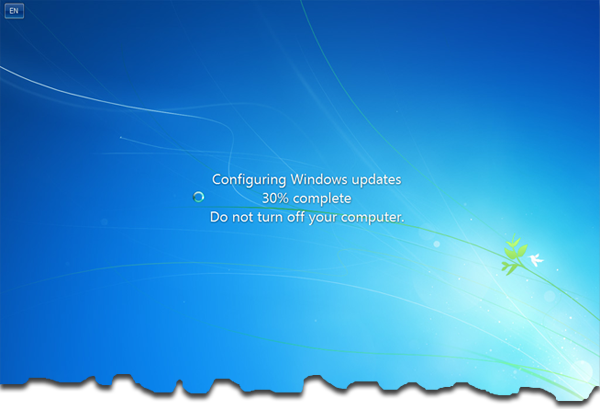 EN
Configuring Windows updates
30% complete
Do not turn off your computer.